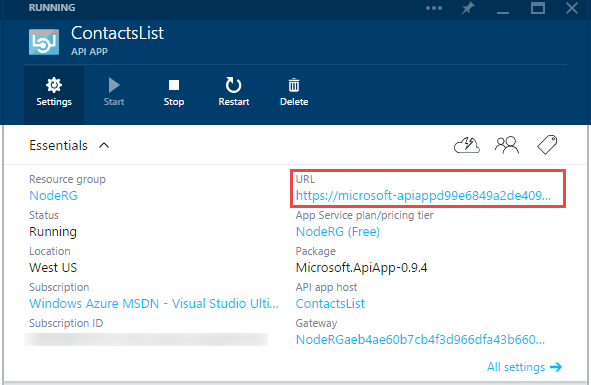 RUNNING
ContactsList
API APP
Settings
Start
Stop
Restart
Delete
Essentials
Resource group
NodeRG
Status
Running
Location
West US
Subscription
Windows Azure MSDN - Visual Studio Ulti...
Subscription ID
URL
https://microsoft-apiappd99e6849a2de409...
App Service plan/pricing tier
NodeRG (Free)
Package
Microsoft.ApiApp-0.9.4
API app host
ContactsList
Gateway
NodeRGaeb4ae60b7cb4f3d966dfa43b660...
All settings